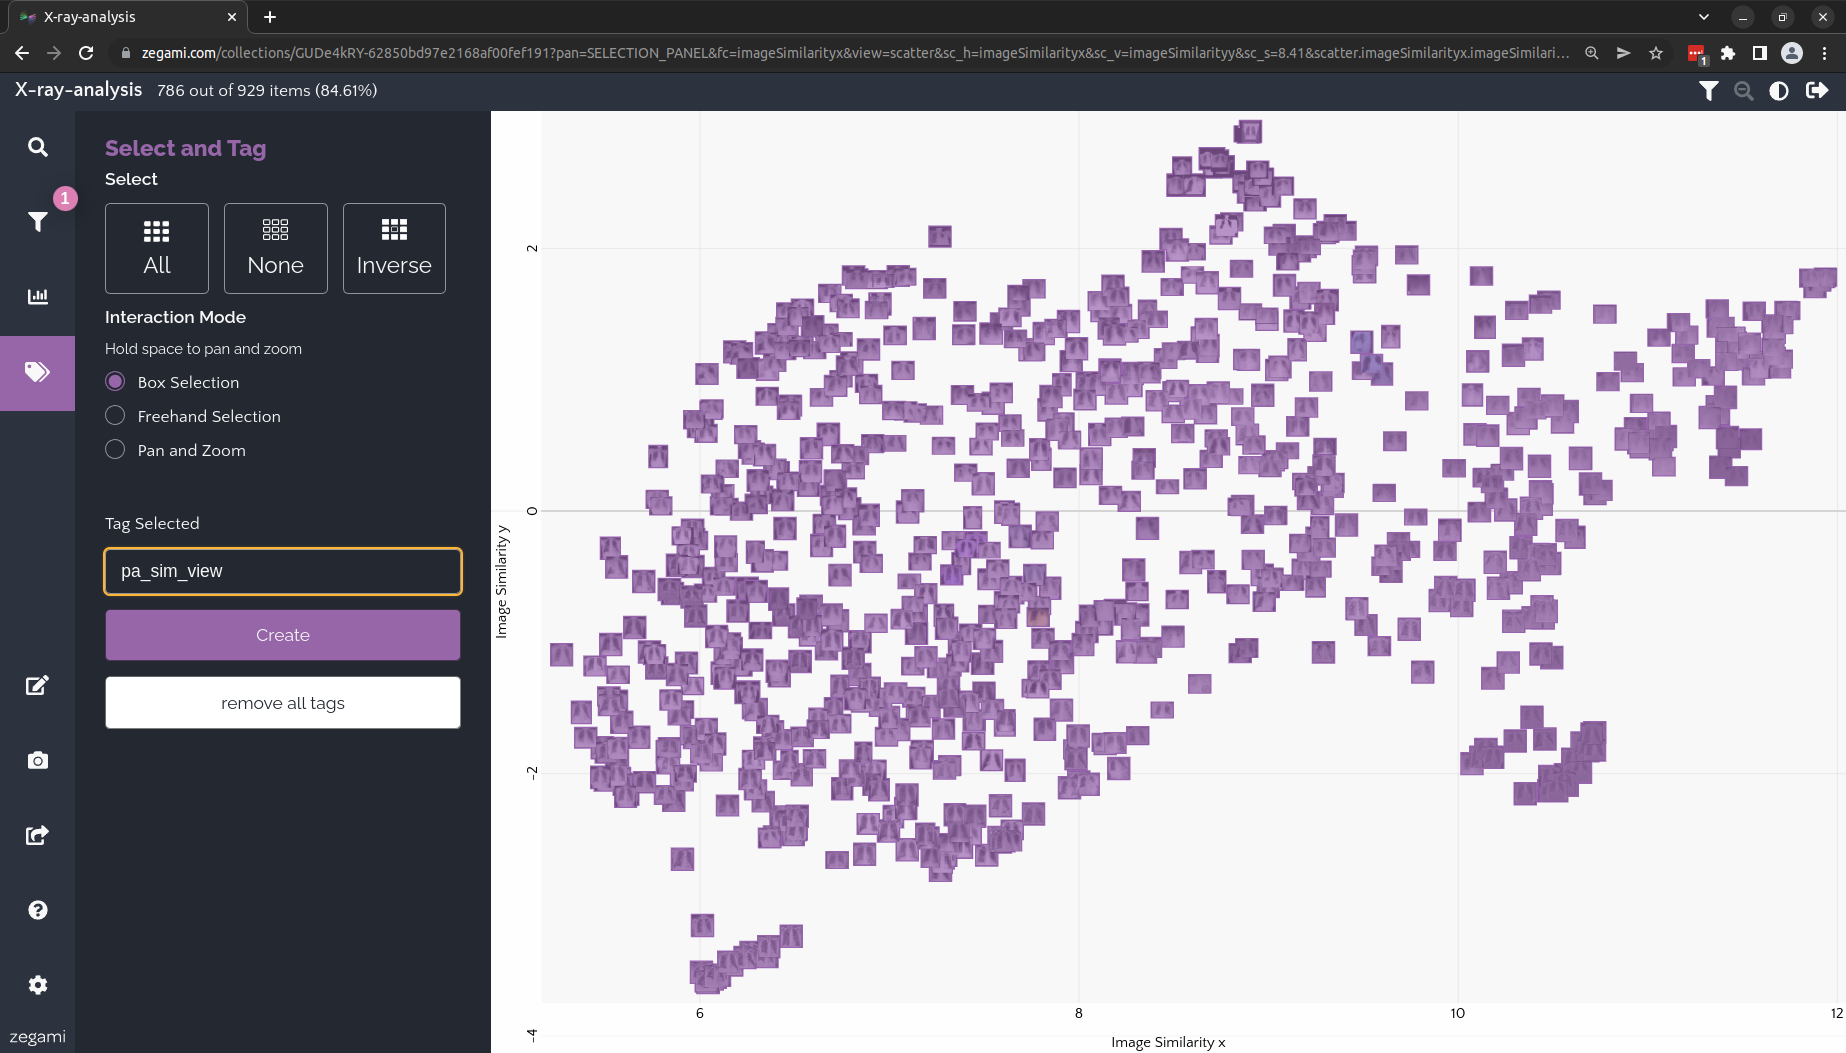 X-ray-analysis
zegami.com/collections/GUDe4kRY-62850bd97e2168af00fef191?pan=SELECTION_PANEL&fc=imageSimilarityx&view=scatter&sc_h=imageSimilarityx&sc_v=imageSimilarityy&sc_s=8.41&scatter.imageSimilarityx.imageSimilari...
1
X-ray-analysis 786 out of 929 items (84.61%)
Select and Tag
Select
1
All None Inverse
Interaction Mode
Hold space to pan and zoom
Box Selection
Freehand Selection
Pan and Zoom
Tag Selected
pa_sim_view
Create
remove all tags
zegami
2
0
-2
-4
Image Similarity y
6 8 10 12
Image Similarity x